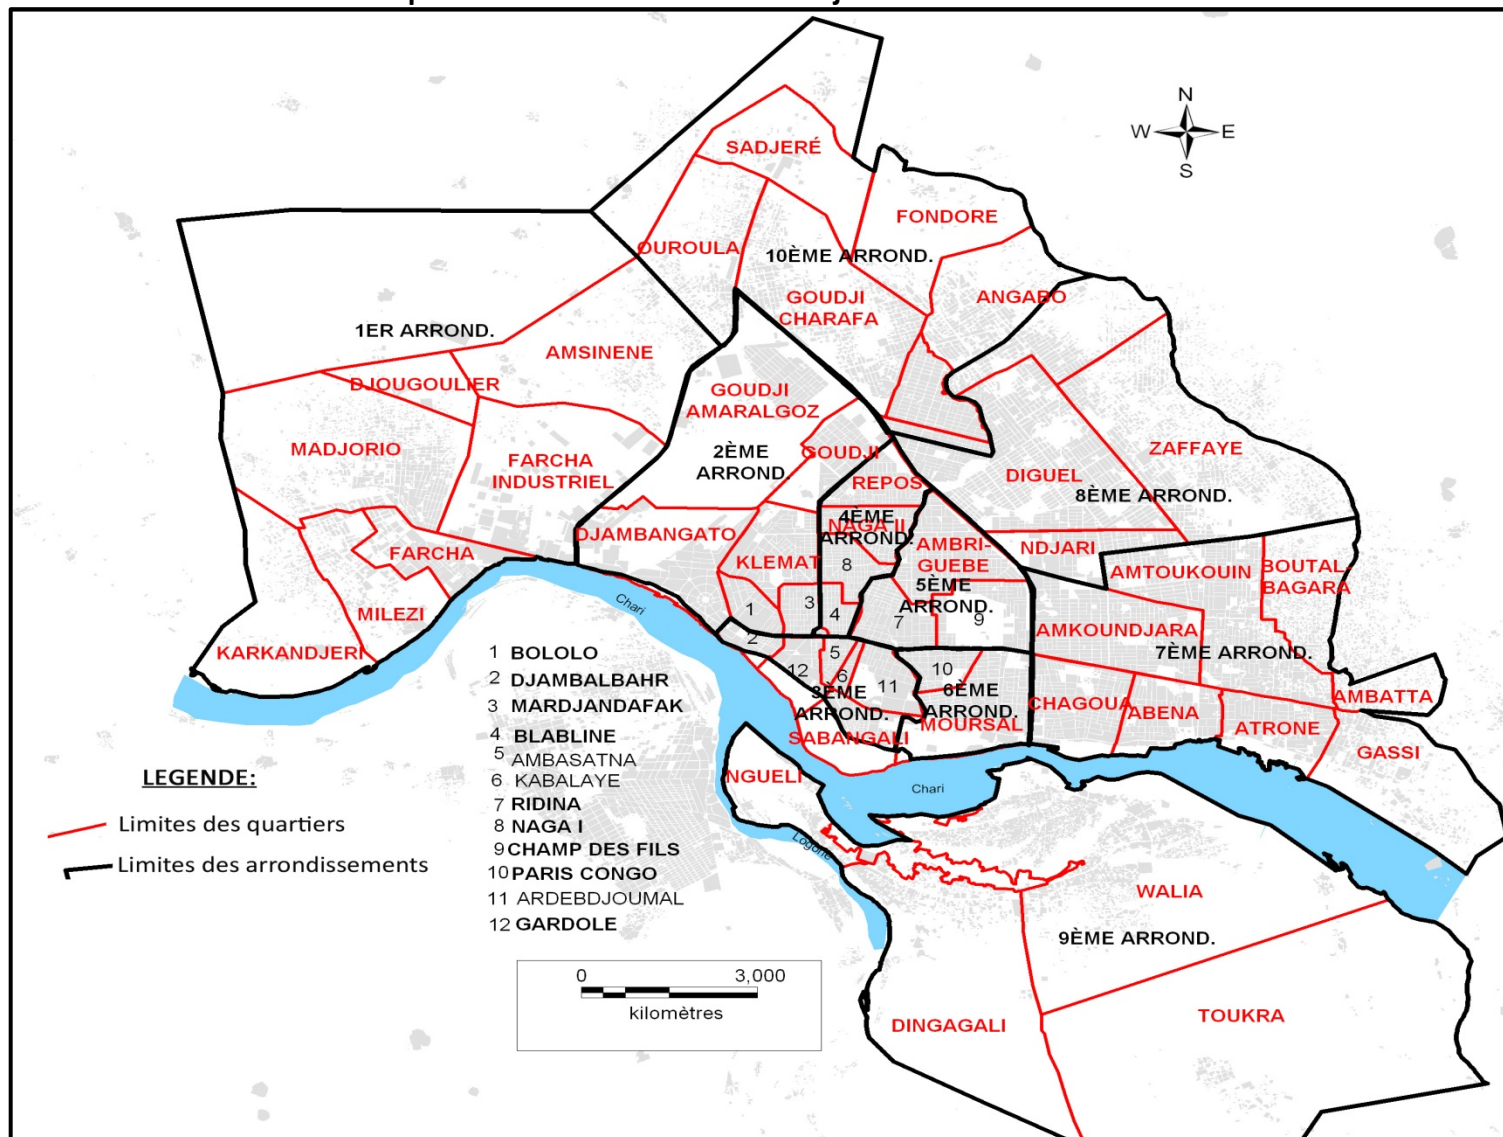 N
W E
S
SADJERÉ
FONDORE
OUROULA
10ÈME ARROND.
ANGABO
GOUDJI
CHARAFA
1ER ARROND.
AMSINENE
DJOUGOULIER
GOUDJI
AMARALGOZ
MADJORIO
2ÈME
ARROND.
GOUDJI
ZAFFAYE
FARCHA
INDUSTRIEL
REPOS
DIGUEL
8ÈME ARROND.
4ÈME
ARROND.
NAGA II
DJAMBANGATO
FARCHA
KLEMAT
8
AMBRI-
GUEBE
NDJARI
AMTOUKOUIN
BOUTAL-
BAGARA
5ÈME
ARROND.
Chari
1
3
4
7
9
MILEZI
AMKOUNDJARA
7ÈME ARROND.
KARKANDJERI
2
5
12
6
11
10
3ÈME
ARROND.
6ÈME
ARROND.
CHAGOUA
ABENA
AMBATTA
MOURSAL
ATRONE
SABANGALI
GASSI
NGUELI
Chari
Logone
1 BOLOLO
2 DJAMBALBAHR
3 MARDJANDAFAK
4 BLABLINE
5 AMBASATNA
6 KABALAYE
7 RIDINA
8 NAGA I
9 CHAMP DES FILS
10 PARIS CONGO
11 ARDEBDJOUMAL
12 GARDOLE
LEGENDE:
Limites des quartiers
Limites des arrondissements
WALIA
9ÈME ARROND.
0 3,000
kilomètres
DINGAGALI
TOUKRA